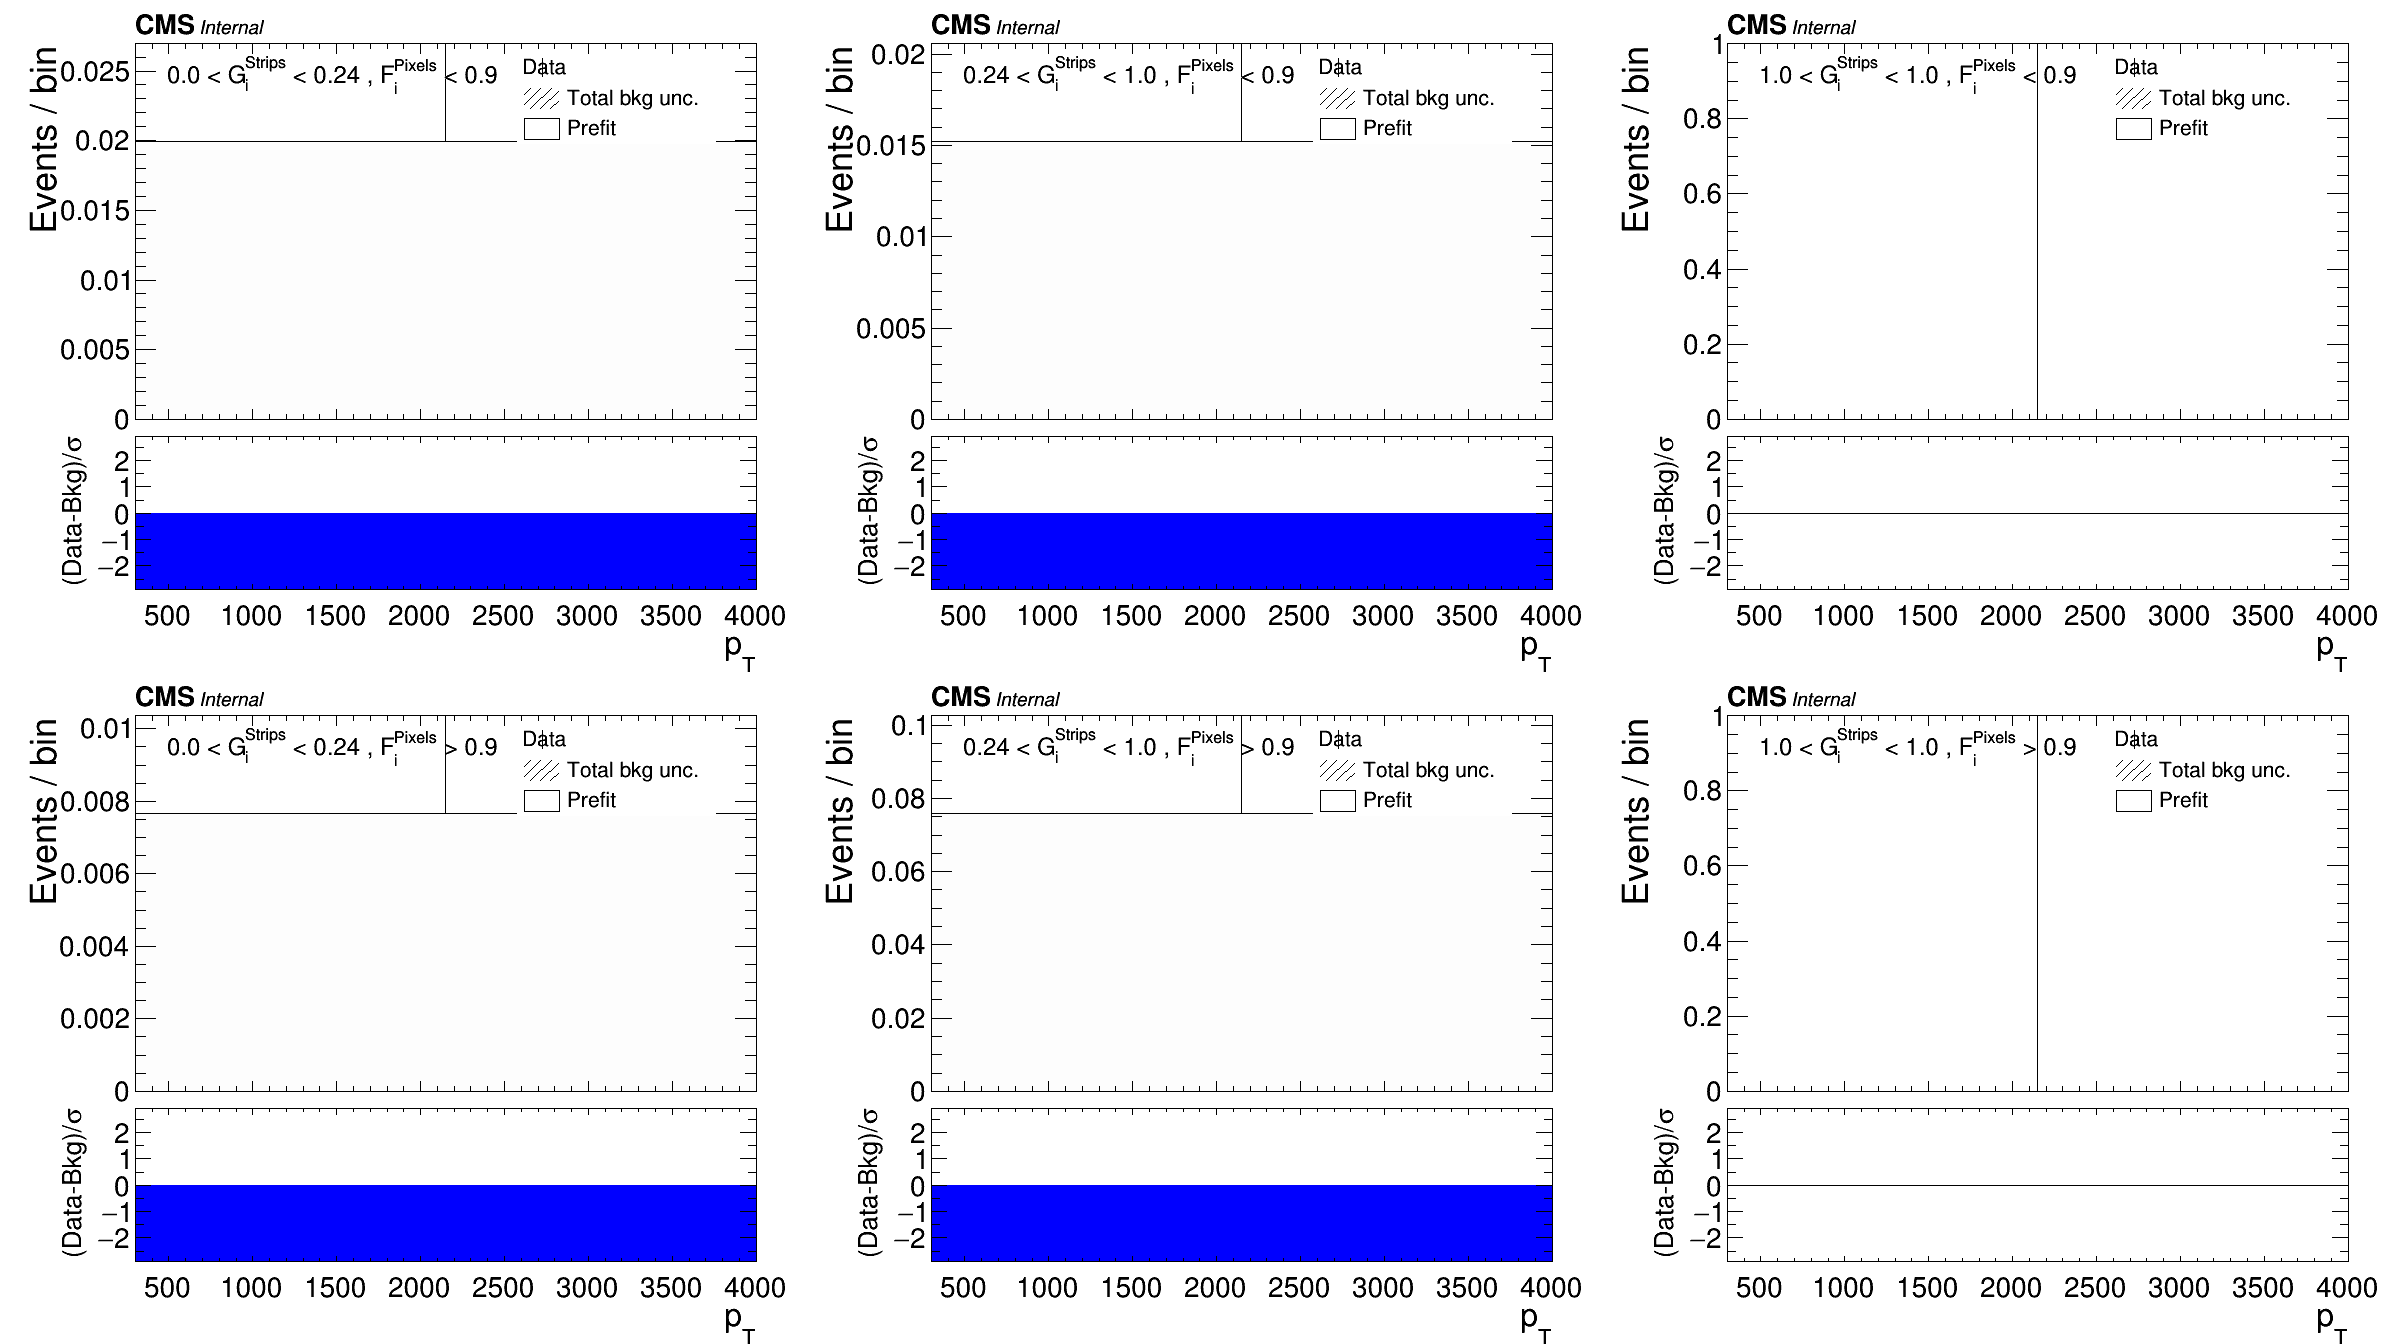 CMS Internal
Events / bin
0.0 < G_i^Strips < 0.24 , F_i^Pixels < 0.9
Data
Total bkg unc.
Prefit
0.025
0.02
0.015
0.01
0.005
0
(Data-Bkg)/σ
2
1
0
−1
−2
500 1000 1500 2000 2500 3000 3500 4000
p_T
CMS Internal
Events / bin
0.24 < G_i^Strips < 1.0 , F_i^Pixels < 0.9
Data
Total bkg unc.
Prefit
0.02
0.015
0.01
0.005
0
(Data-Bkg)/σ
2
1
0
−1
−2
500 1000 1500 2000 2500 3000 3500 4000
p_T
CMS Internal
Events / bin
1.0 < G_i^Strips < 1.0 , F_i^Pixels < 0.9
Data
Total bkg unc.
Prefit
1
0.8
0.6
0.4
0.2
0
(Data-Bkg)/σ
2
1
0
−1
−2
500 1000 1500 2000 2500 3000 3500 4000
p_T
CMS Internal
Events / bin
0.0 < G_i^Strips < 0.24 , F_i^Pixels > 0.9
Data
Total bkg unc.
Prefit
0.01
0.008
0.006
0.004
0.002
0
(Data-Bkg)/σ
2
1
0
−1
−2
500 1000 1500 2000 2500 3000 3500 4000
p_T
CMS Internal
Events / bin
0.24 < G_i^Strips < 1.0 , F_i^Pixels > 0.9
Data
Total bkg unc.
Prefit
0.1
0.08
0.06
0.04
0.02
0
(Data-Bkg)/σ
2
1
0
−1
−2
500 1000 1500 2000 2500 3000 3500 4000
p_T
CMS Internal
Events / bin
1.0 < G_i^Strips < 1.0 , F_i^Pixels > 0.9
Data
Total bkg unc.
Prefit
1
0.8
0.6
0.4
0.2
0
(Data-Bkg)/σ
2
1
0
−1
−2
500 1000 1500 2000 2500 3000 3500 4000
p_T